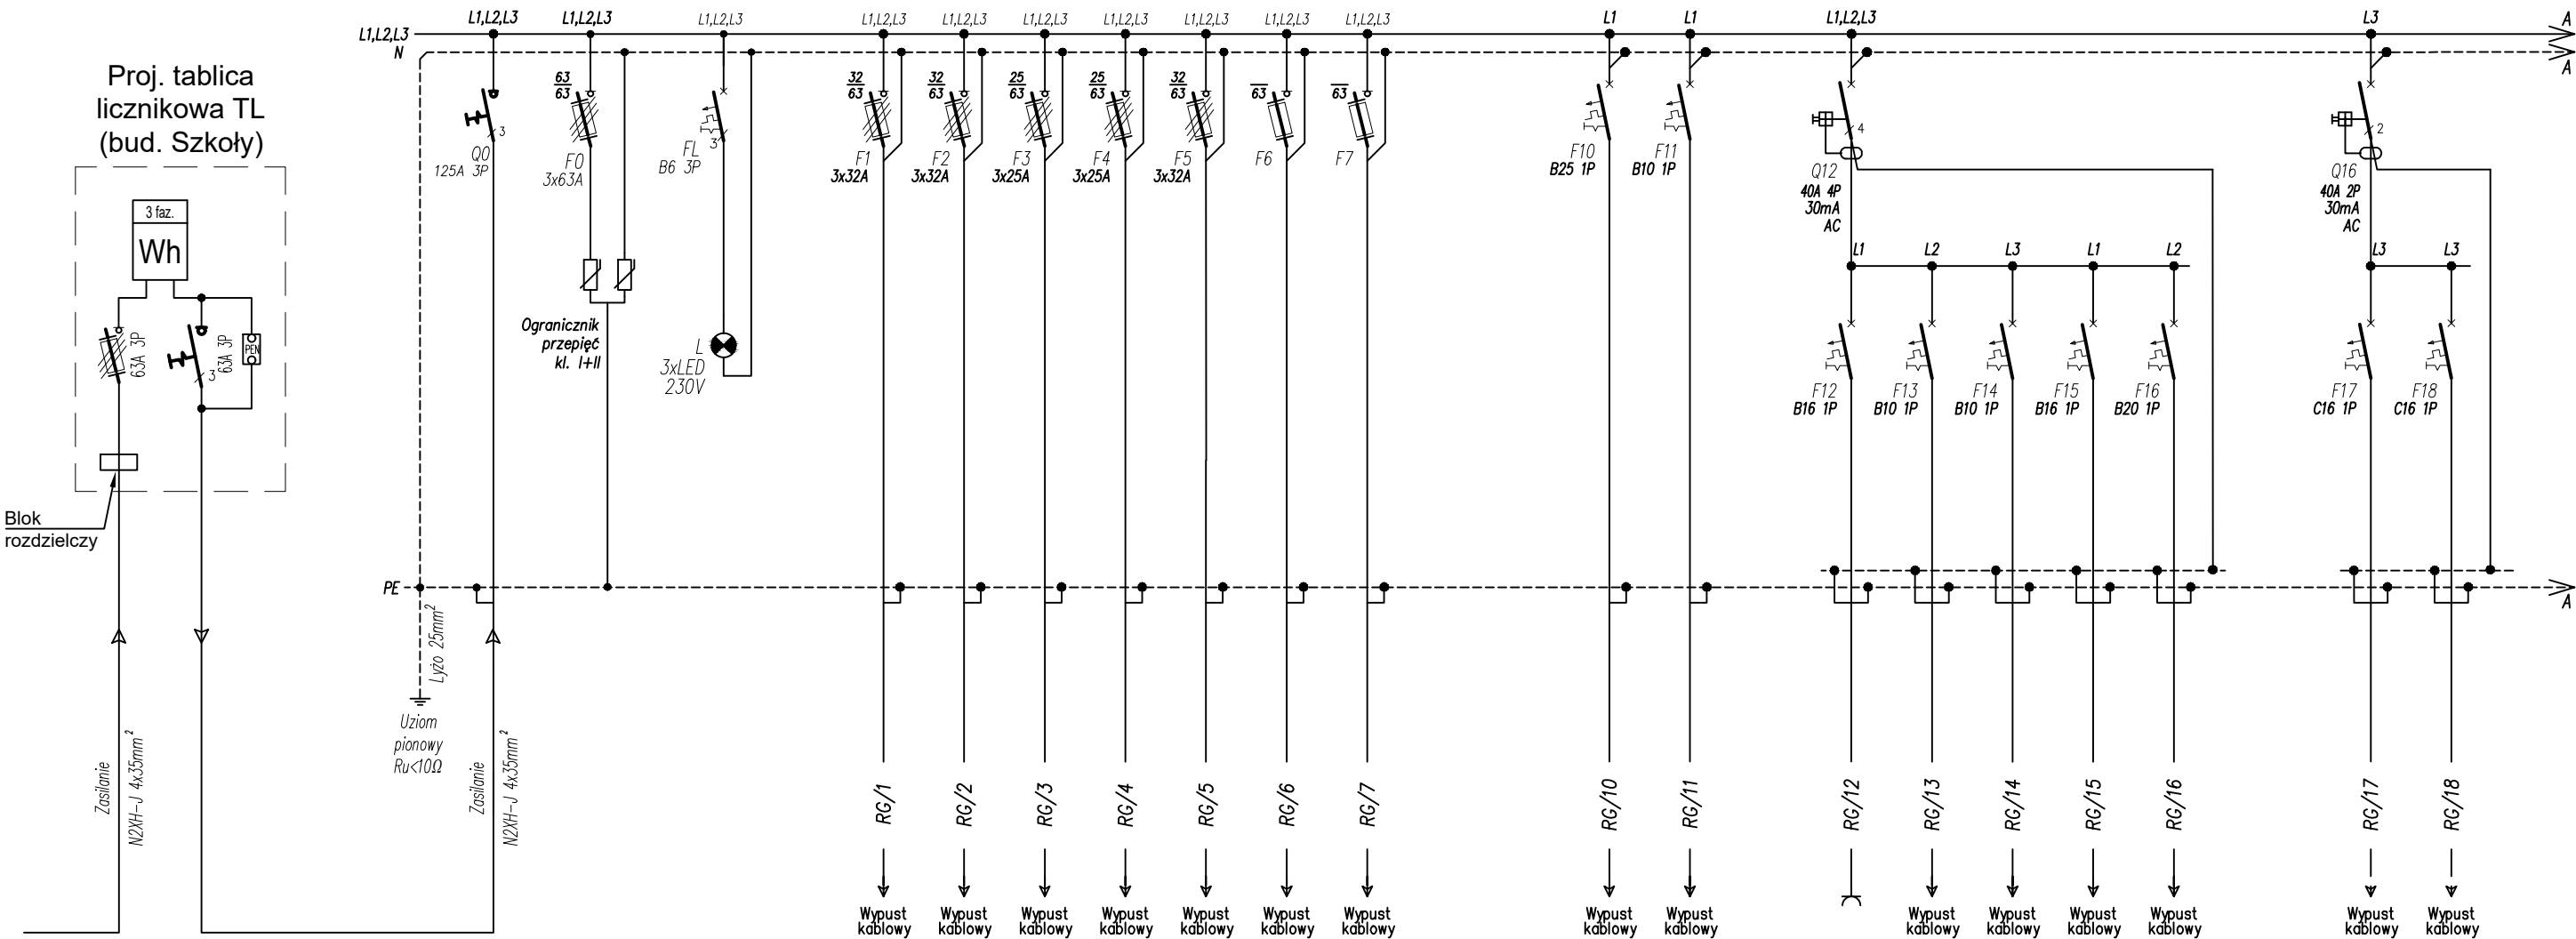 Proj. tablica
licznikowa TL
(bud. Szkoły)
3 faz.
Wh
63A 3P
3
63A 3P
PEN
Blok
rozdzielczy
Zasilanie
N2XH-J 4x35mm²
L1,L2,L3
N
PE
Lyżo 25mm²
Uziom
pionowy
Ru<10Ω
L1,L2,L3
3
Q0
125A 3P
Zasilanie
N2XH-J 4x35mm²
L1,L2,L3
63
63
F0
3x63A
Ogranicznik
przepięć
kl. I+II
L1,L2,L3
3
FL
B6 3P
L
3xLED
230V
L1,L2,L3
32
63
F1
3x32A
RG/1
Wypust
kablowy
L1,L2,L3
32
63
F2
3x32A
RG/2
Wypust
kablowy
L1,L2,L3
25
63
F3
3x25A
RG/3
Wypust
kablowy
L1,L2,L3
25
63
F4
3x25A
RG/4
Wypust
kablowy
L1,L2,L3
32
63
F5
3x32A
RG/5
Wypust
kablowy
L1,L2,L3
63
F6
RG/6
Wypust
kablowy
L1,L2,L3
63
F7
RG/7
Wypust
kablowy
L1
F10
B25 1P
RG/10
Wypust
kablowy
L1
F11
B10 1P
RG/11
Wypust
kablowy
L1,L2,L3
4
Q12
40A 4P
30mA
AC
L1
F12
B16 1P
RG/12
L2
F13
B10 1P
RG/13
Wypust
kablowy
L3
F14
B10 1P
RG/14
Wypust
kablowy
L1
F15
B16 1P
RG/15
Wypust
kablowy
L2
F16
B20 1P
RG/16
Wypust
kablowy
L3
2
Q16
40A 2P
30mA
AC
L3
F17
C16 1P
RG/17
Wypust
kablowy
L3
F18
C16 1P
RG/18
Wypust
kablowy
A
A
A